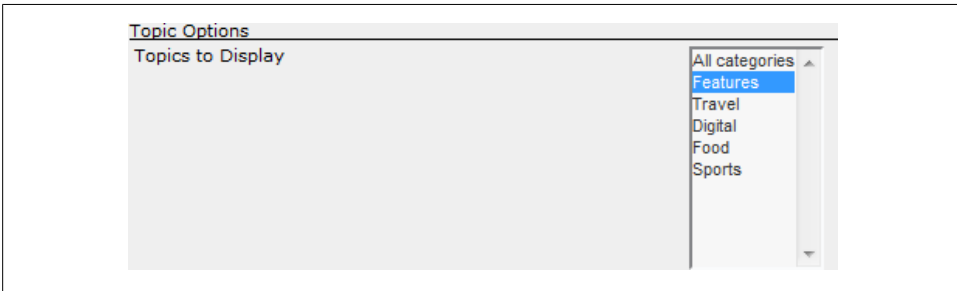 Topic Options
Topics to Display
All categories
Features
Travel
Digital
Food
Sports